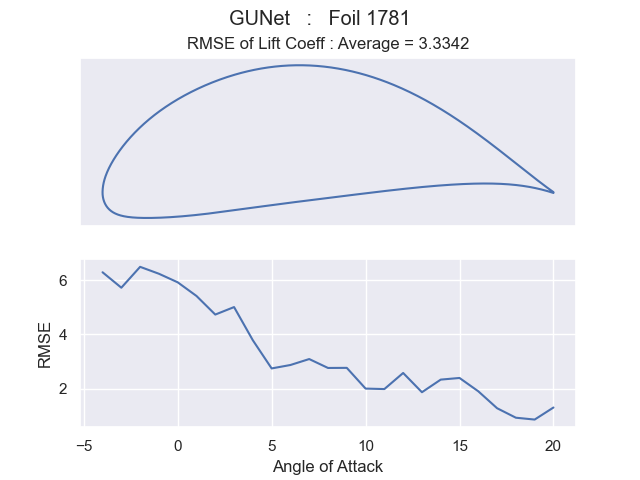 GUNet   :   Foil 1781
RMSE of Lift Coeff : Average = 3.3342
6
4
2
RMSE
−5 0 5 10 15 20
Angle of Attack